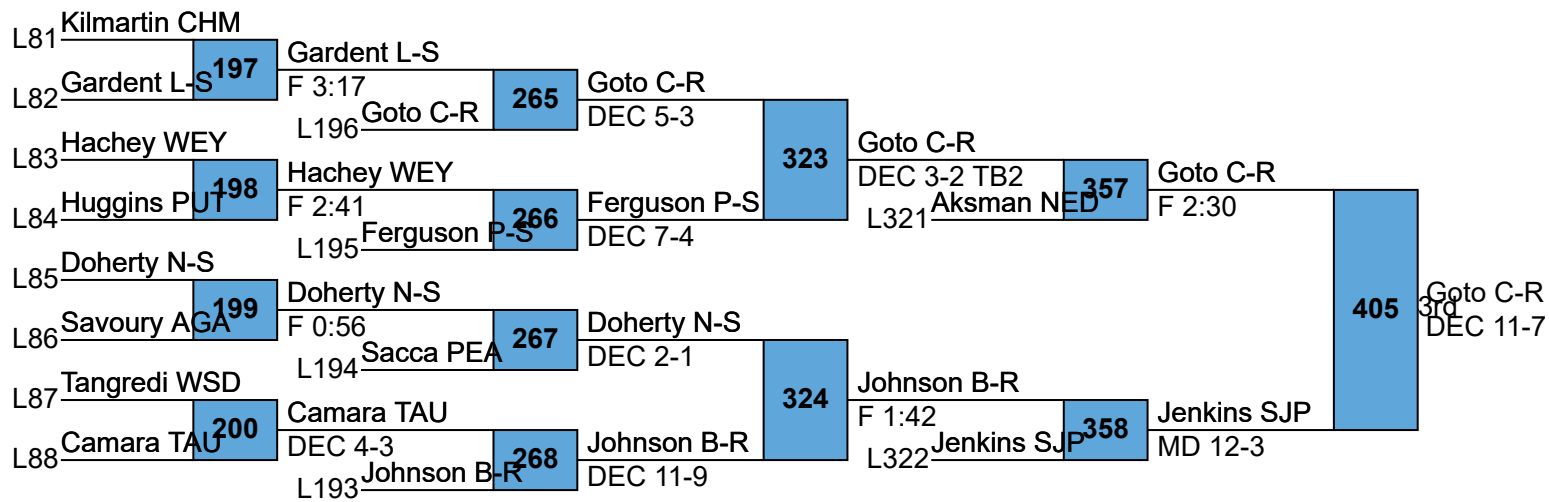 Kilmartin CHM
L81
197
Gardent L-S
L82
Gardent L-S
F 3:17
265
Goto C-R
L196
Goto C-R
DEC 5-3
Hachey WEY
L83
198
Huggins PUT
L84
Hachey WEY
F 2:41
266
Ferguson P-S
L195
Ferguson P-S
DEC 7-4
323
Goto C-R
DEC 3-2 TB2
357
Aksman NED
L321
Goto C-R
F 2:30
Doherty N-S
L85
199
Savoury AGA
L86
Doherty N-S
F 0:56
267
Sacca PEA
L194
Doherty N-S
DEC 2-1
Tangredi WSD
L87
200
Camara TAU
L88
Camara TAU
DEC 4-3
268
Johnson B-R
L193
Johnson B-R
DEC 11-9
324
Johnson B-R
F 1:42
358
Jenkins SJP
L322
Jenkins SJP
MD 12-3
405
Goto C-R
3rd
DEC 11-7